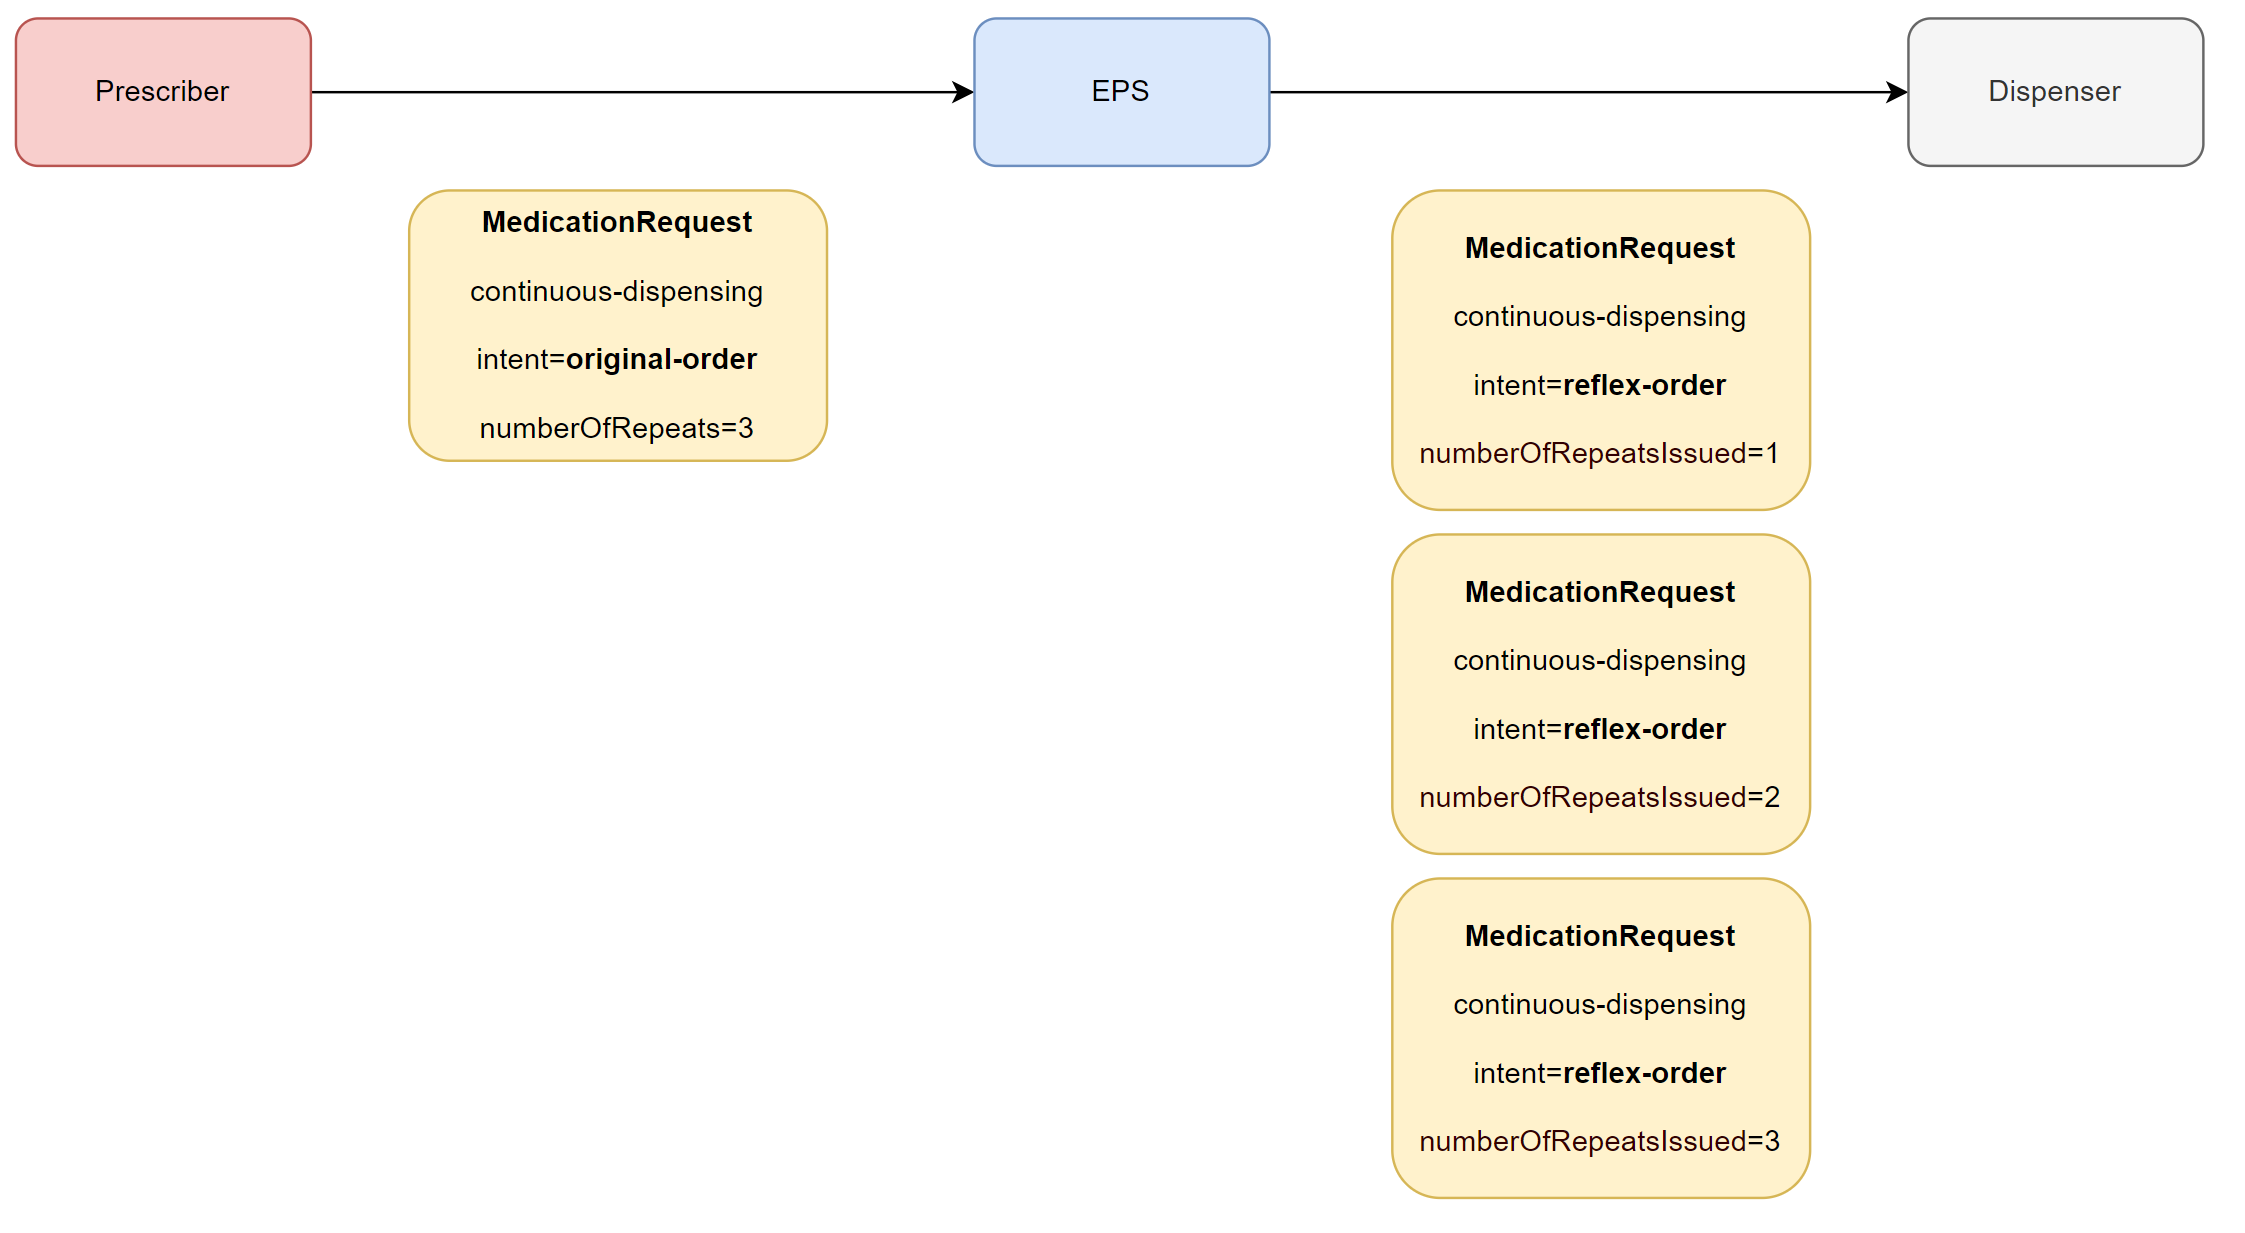 Prescriber
EPS
Dispenser
MedicationRequest
continuous-dispensing
intent=original-order
numberOfRepeats=3
MedicationRequest
continuous-dispensing
intent=reflex-order
numberOfRepeatsIssued=1
MedicationRequest
continuous-dispensing
intent=reflex-order
numberOfRepeatsIssued=2
MedicationRequest
continuous-dispensing
intent=reflex-order
numberOfRepeatsIssued=3